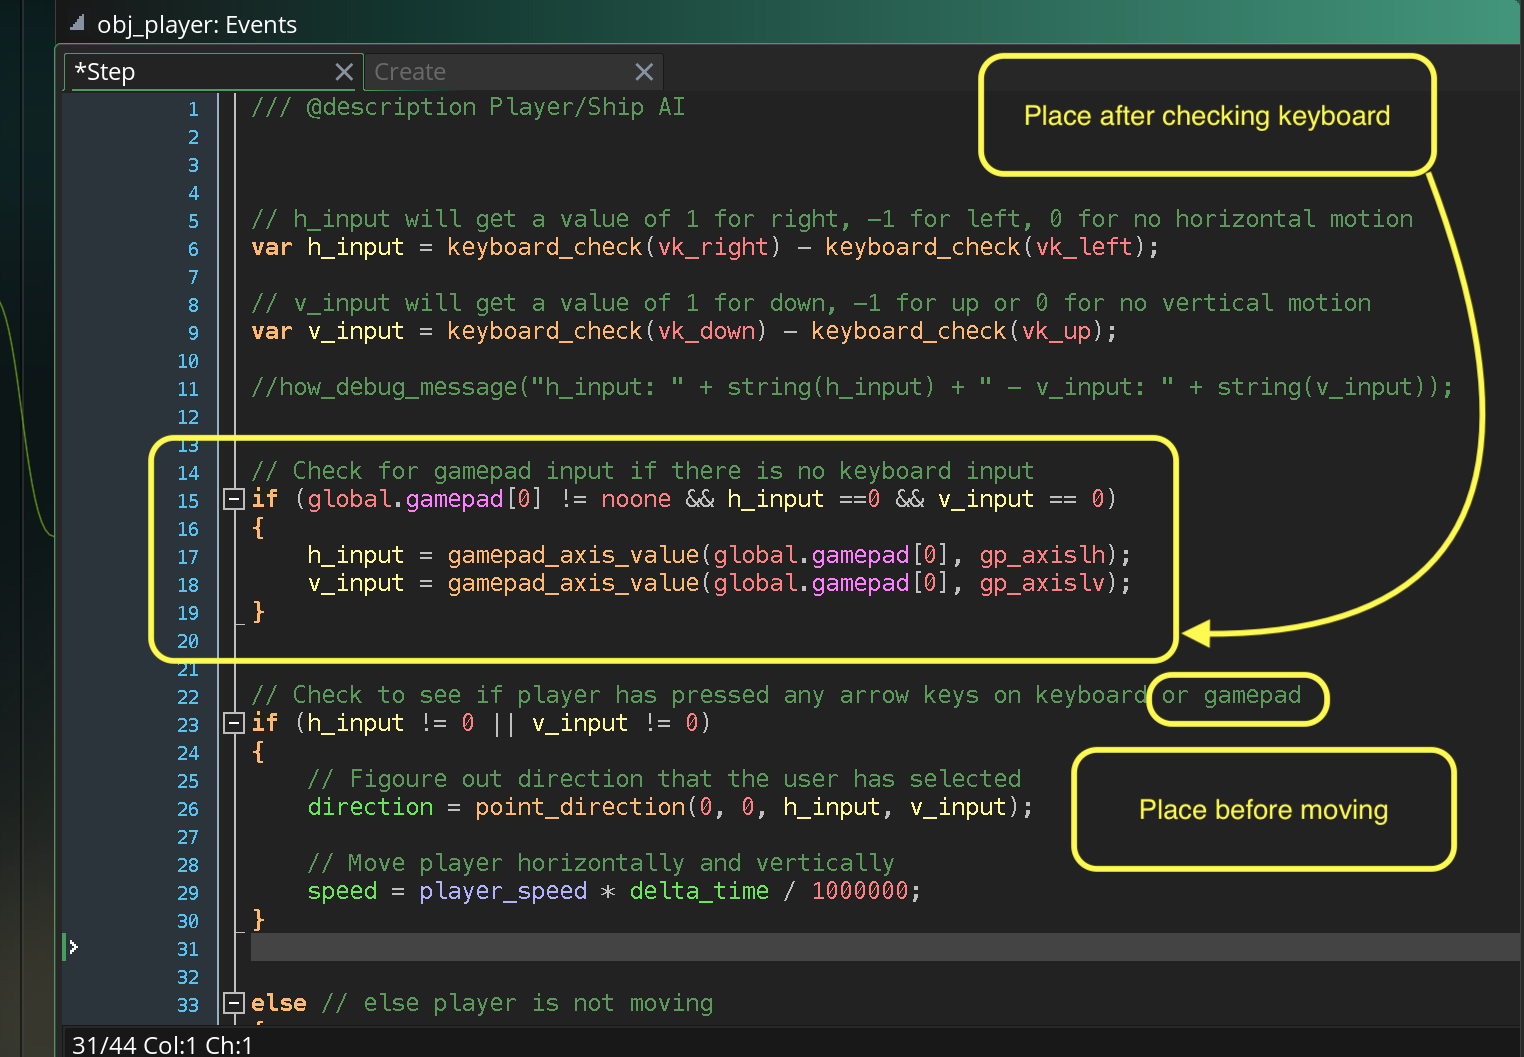 obj_player: Events
*Step
Create
1 /// @description Player/Ship AI
2
3
4
5 // h_input will get a value of 1 for right, –1 for left, 0 for no horizontal motion
6 var h_input = keyboard_check(vk_right) – keyboard_check(vk_left);
7
8 // v_input will get a value of 1 for down, –1 for up or 0 for no vertical motion
9 var v_input = keyboard_check(vk_down) – keyboard_check(vk_up);
10
11 //how_debug_message("h_input: " + string(h_input) + " – v_input: " + string(v_input));
12
13
14 // Check for gamepad input if there is no keyboard input
15 if (global.gamepad[0] != noone && h_input ==0 && v_input == 0)
16 {
17 h_input = gamepad_axis_value(global.gamepad[0], gp_axislh);
18 v_input = gamepad_axis_value(global.gamepad[0], gp_axislv);
19 }
20
21
22 // Check to see if player has pressed any arrow keys on keyboard or gamepad
23 if (h_input != 0 || v_input != 0)
24 {
25 // Figoure out direction that the user has selected
26 direction = point_direction(0, 0, h_input, v_input);
27
28 // Move player horizontally and vertically
29 speed = player_speed * delta_time / 1000000;
30 }
31
32
33 else // else player is not moving
31/44 Col:1 Ch:1
Place after checking keyboard
Place before moving